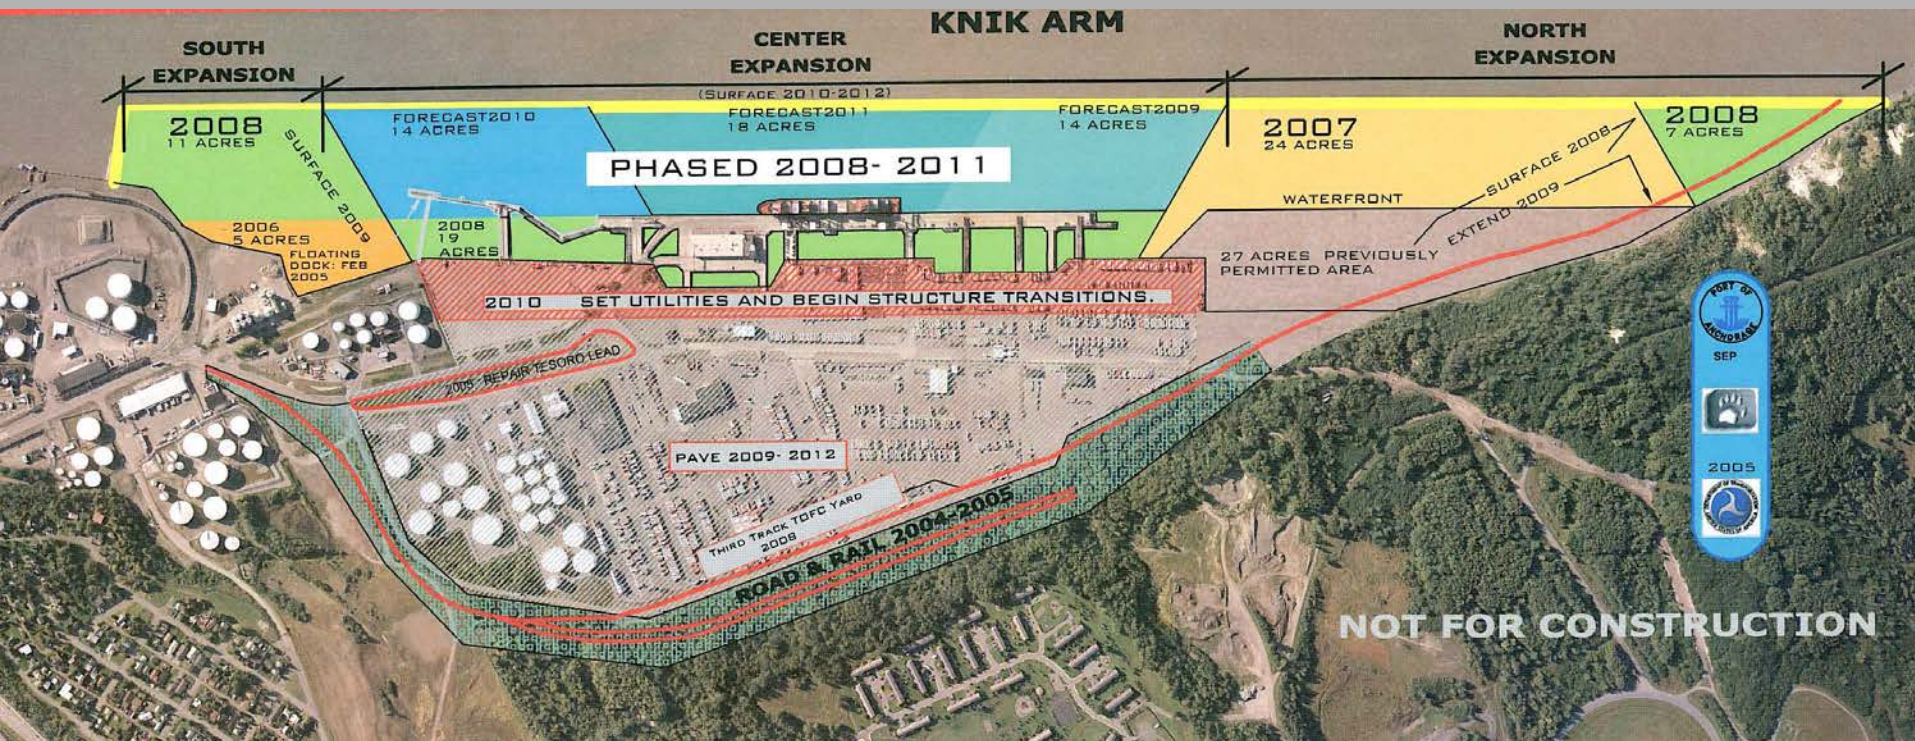 KNIK ARM
SOUTH
EXPANSION
CENTER
EXPANSION
NORTH
EXPANSION
(SURFACE 2010-2012)
2008
11 ACRES
SURFACE 2009
FORECAST2010
14 ACRES
FORECAST2011
18 ACRES
FORECAST2009
14 ACRES
2007
24 ACRES
2008
7 ACRES
PHASED 2008- 2011
SURFACE 2008
EXTEND 2009
WATERFRONT
2006
5 ACRES
FLOATING
DOCK: FEB
2005
2008
19
ACRES
27 ACRES PREVIOUSLY
PERMITTED AREA
2010 SET UTILITIES AND BEGIN STRUCTURE TRANSITIONS.
2005 REPAIR TESORO LEAD
PAVE 2009- 2012
THIRD TRACK TOFC YARD
2008
ROAD & RAIL 2004-2005
PORT OF
ANCHORAGE
SEP
2005
NOT FOR CONSTRUCTION